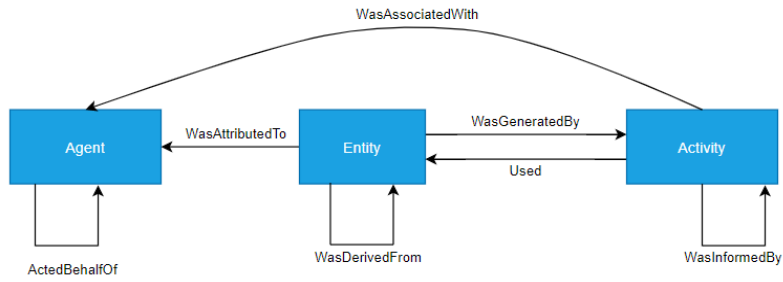 WasAssociatedWith
WasGeneratedBy
WasAttributedTo
Agent
Entity
Activity
Used
WasDerivedFrom
WasInformedBy
ActedBehalfOf